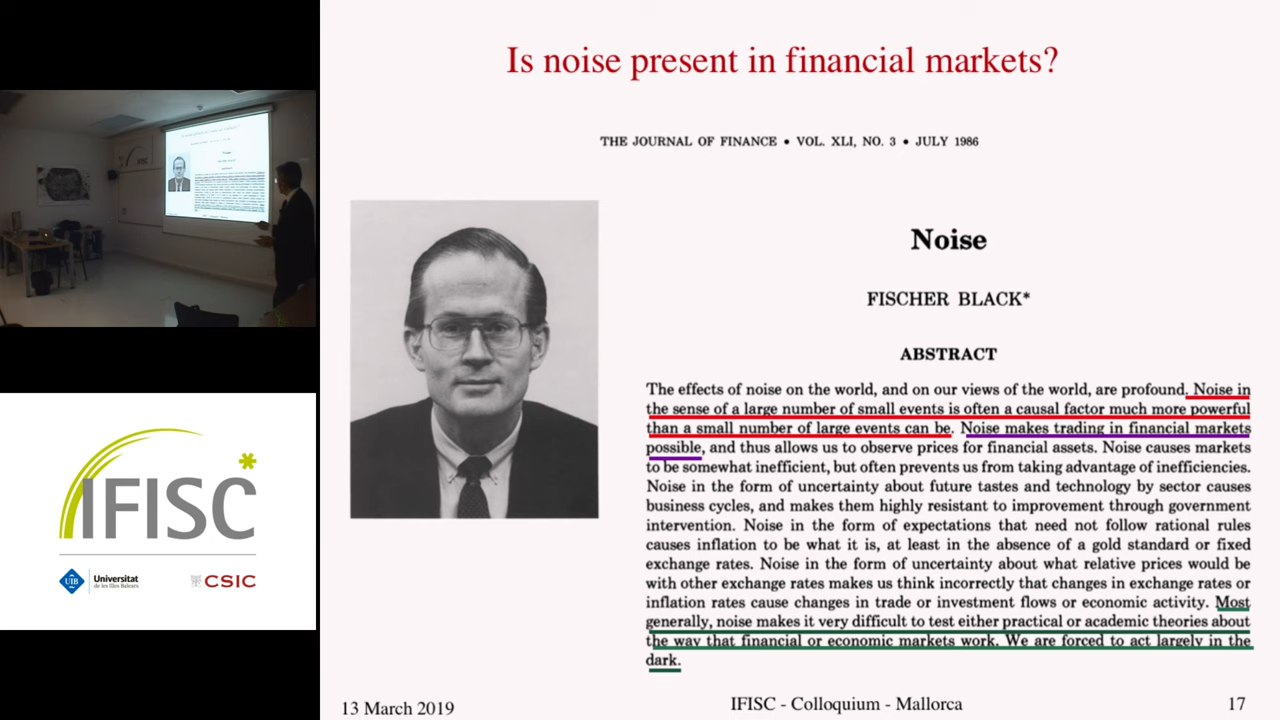 Is noise present in financial markets?
THE JOURNAL OF FINANCE • VOL. XLI, NO. 3 • JULY 1986
Noise
FISCHER BLACK*
ABSTRACT
The effects of noise on the world, and on our views of the world, are profound. Noise in
the sense of a large number of small events is often a causal factor much more powerful
than a small number of large events can be. Noise makes trading in financial markets
possible, and thus allows us to observe prices for financial assets. Noise causes markets
to be somewhat inefficient, but often prevents us from taking advantage of inefficiencies.
Noise in the form of uncertainty about future tastes and technology by sector causes
business cycles, and makes them highly resistant to improvement through government
intervention. Noise in the form of expectations that need not follow rational rules
causes inflation to be what it is, at least in the absence of a gold standard or fixed
exchange rates. Noise in the form of uncertainty about what relative prices would be
with other exchange rates makes us think incorrectly that changes in exchange rates or
inflation rates cause changes in trade or investment flows or economic activity. Most
generally, noise makes it very difficult to test either practical or academic theories about
the way that financial or economic markets work. We are forced to act largely in the
dark.
13 March 2019
IFISC - Colloquium - Mallorca
17
IFISC*
UIB
Universitat
de les Illes Balears
CSIC